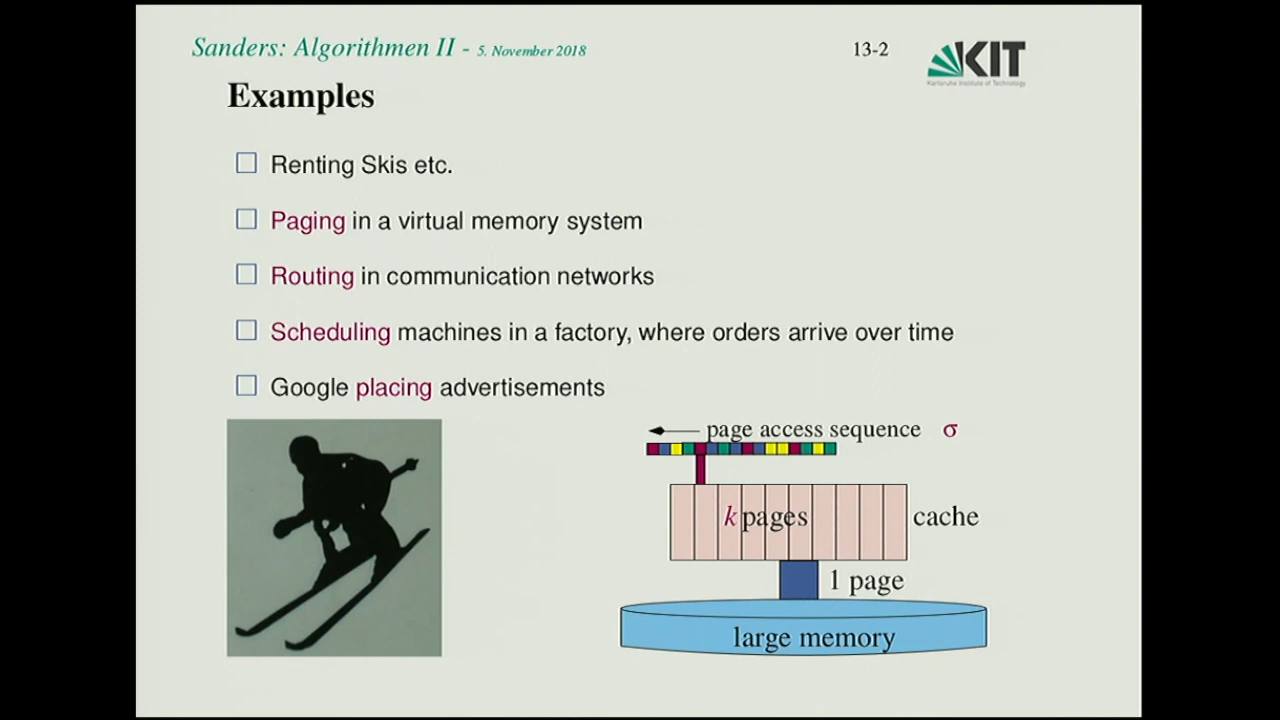 Sanders: Algorithmen II - 5. November 2018
13-2
KIT
Karlsruhe Institute of Technology
Examples
Renting Skis etc.
Paging in a virtual memory system
Routing in communication networks
Scheduling machines in a factory, where orders arrive over time
Google placing advertisements
page access sequence σ
k pages
cache
1 page
large memory